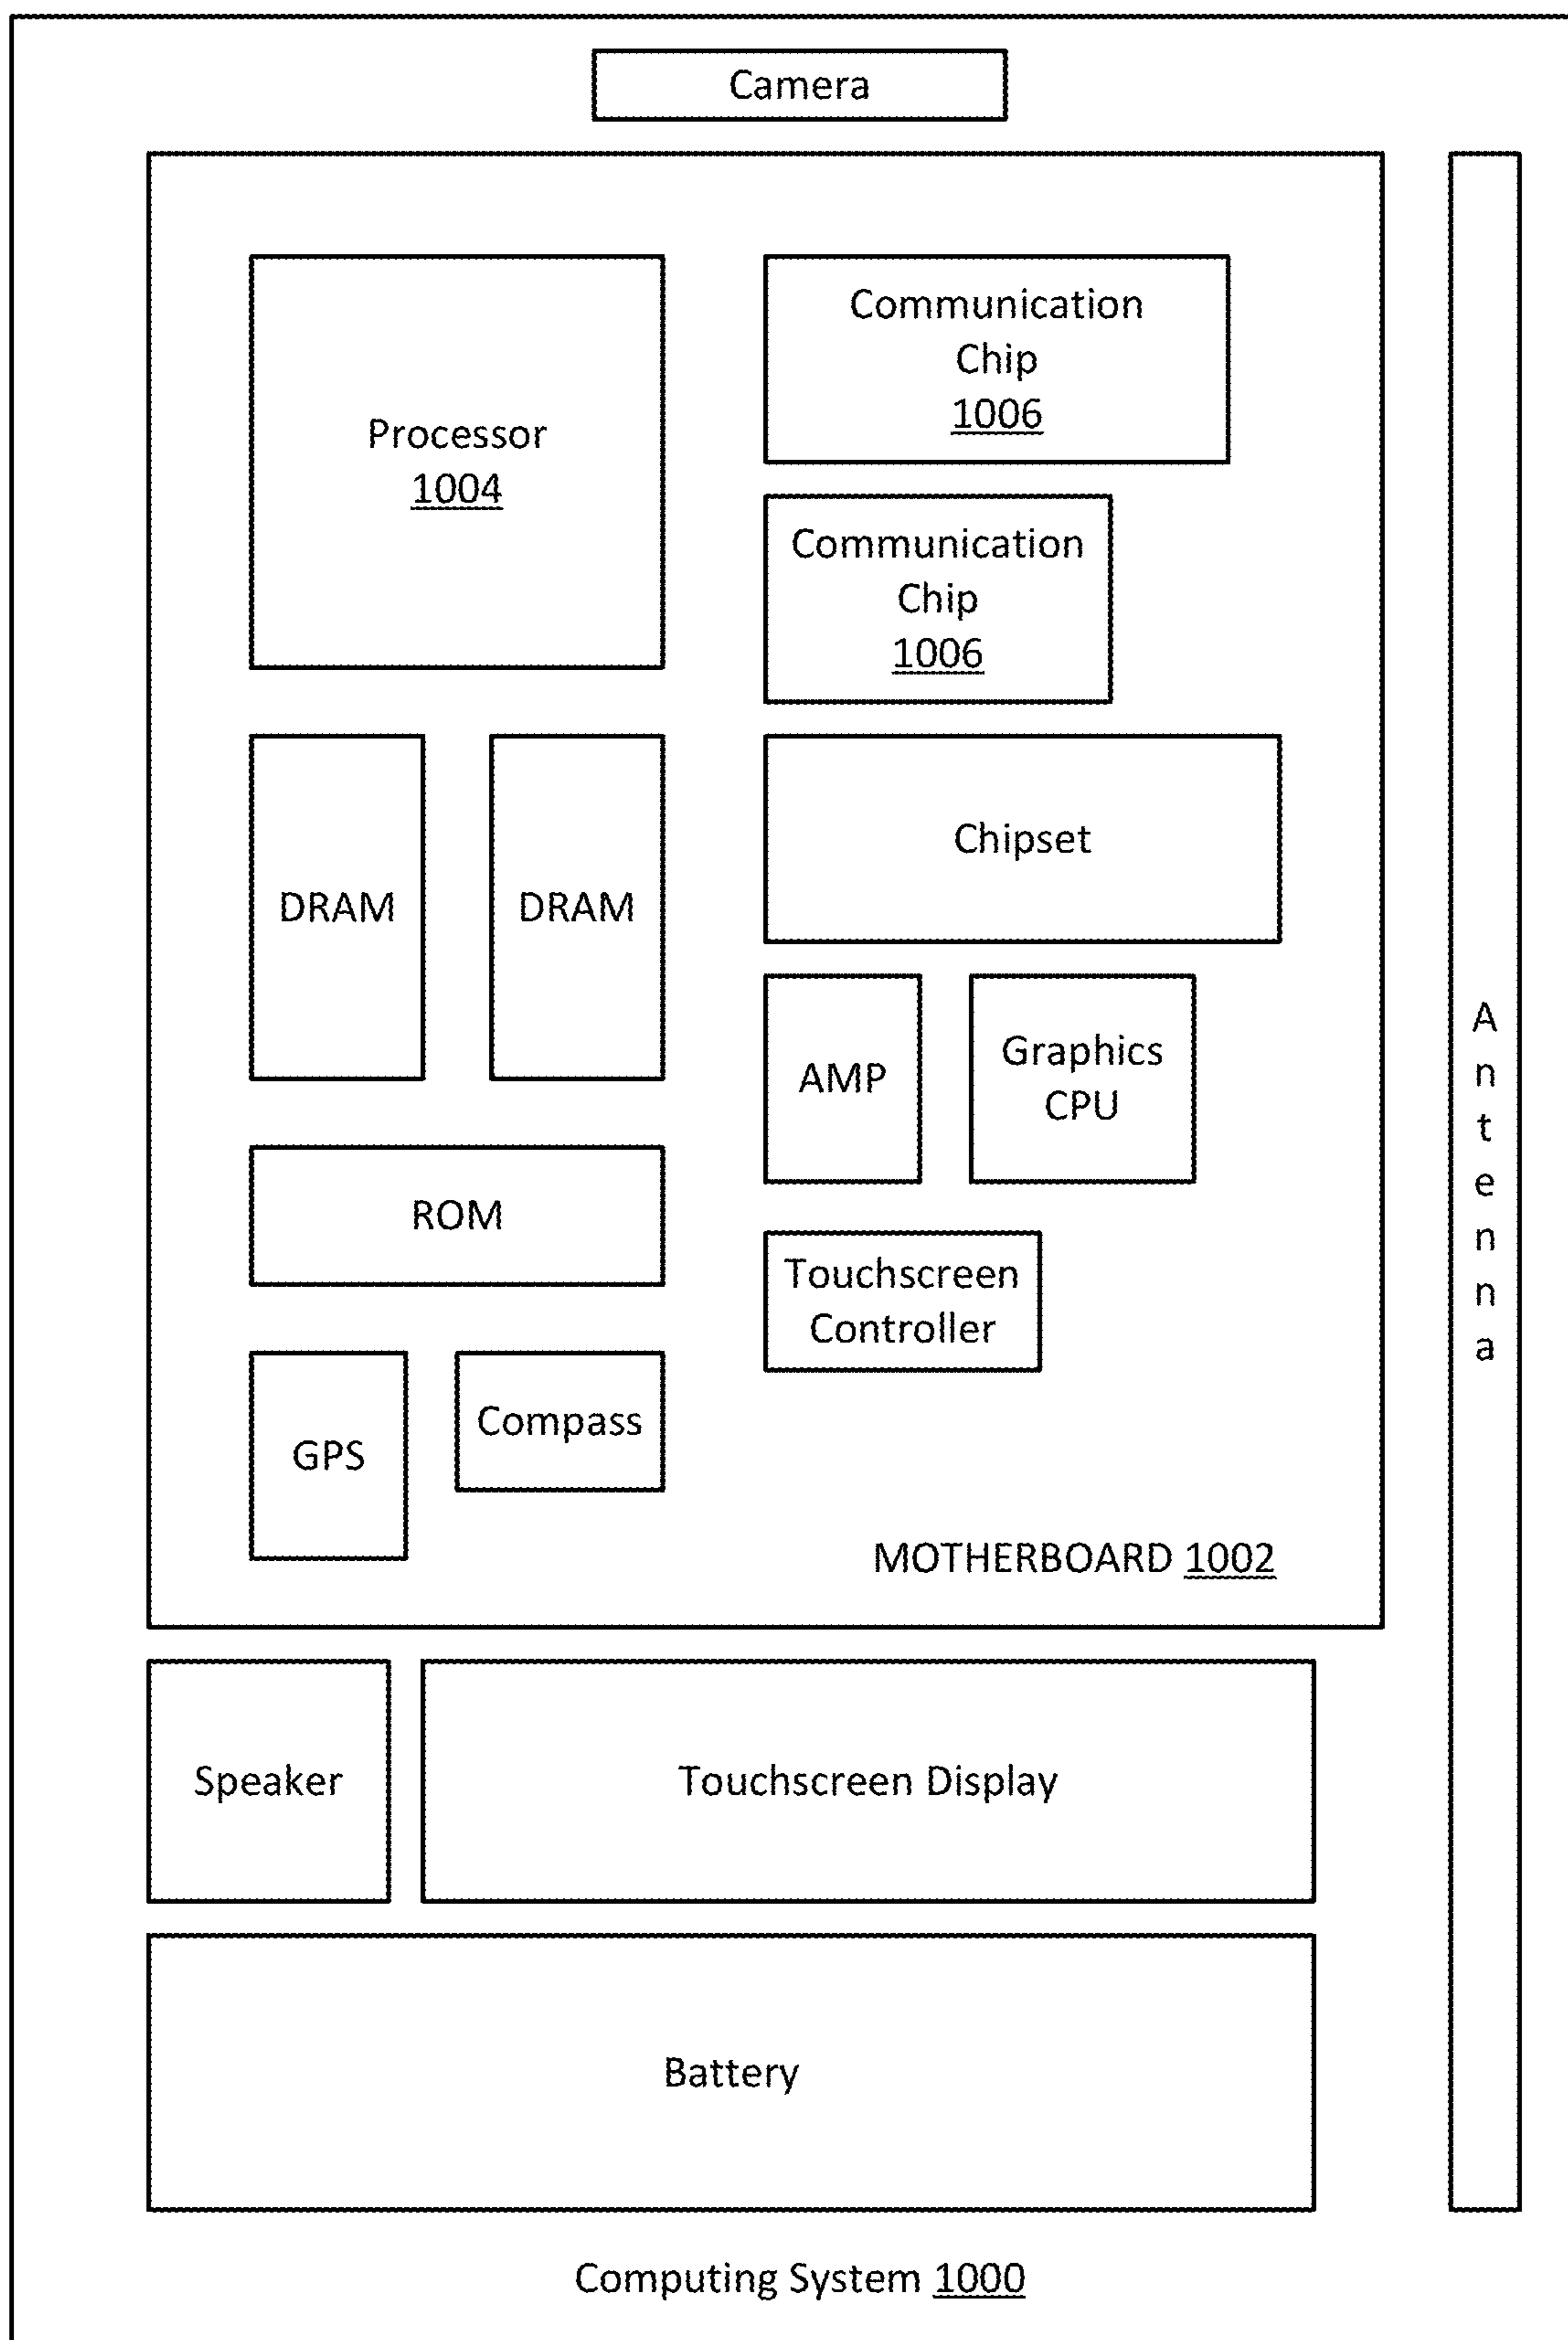 Camera
Processor
1004
Communication
Chip
1006
Communication
Chip
1006
DRAM
DRAM
Chipset
AMP
Graphics
CPU
ROM
Touchscreen
Controller
GPS
Compass
MOTHERBOARD 1002
Antenna
Speaker
Touchscreen Display
Battery
Computing System 1000